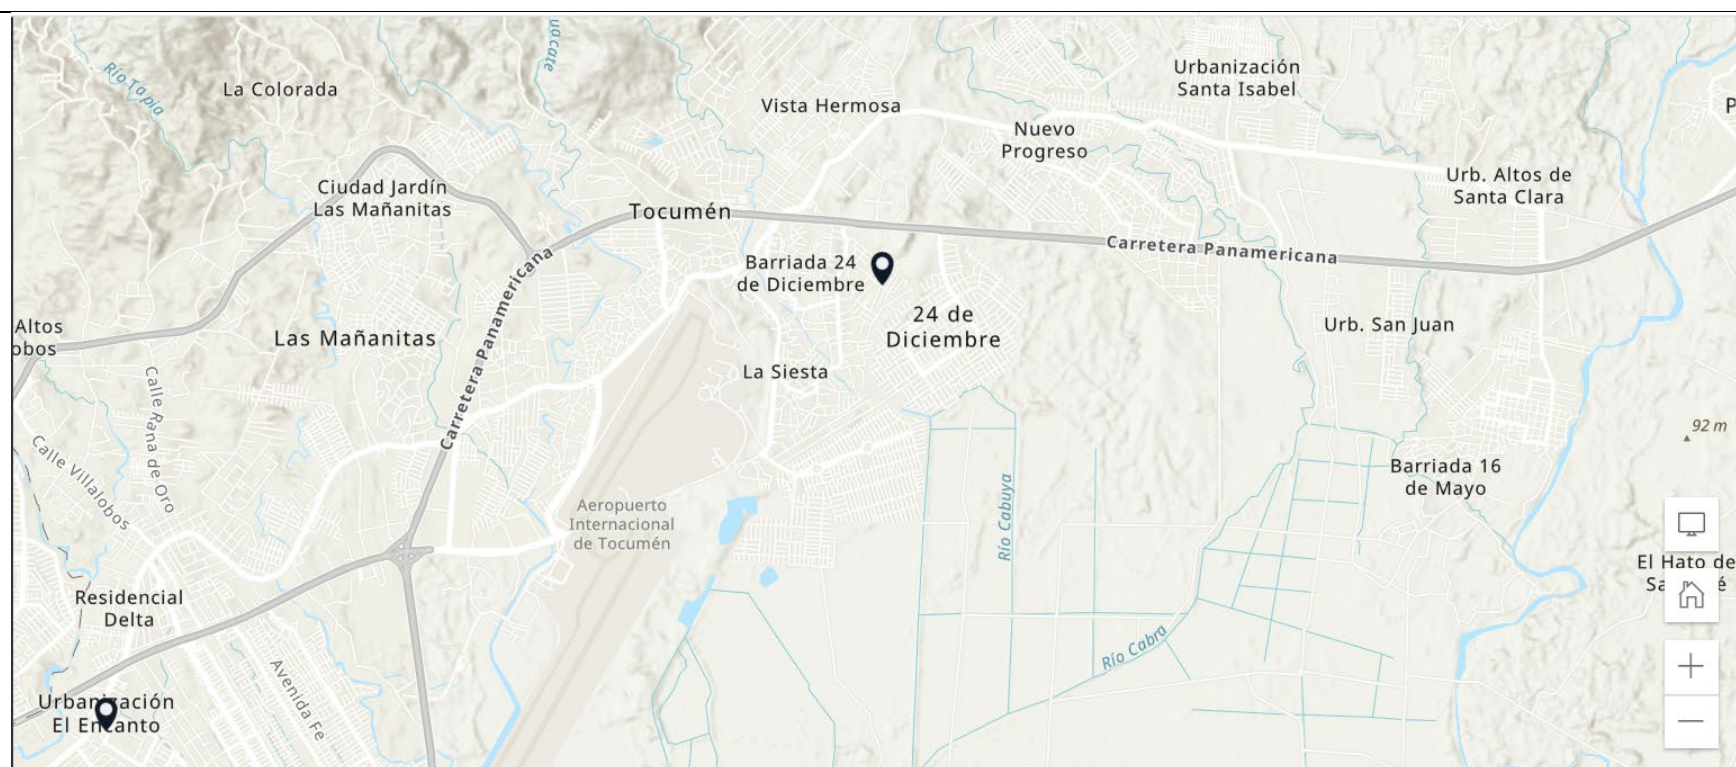 Río Tapia
uacate
La Colorada
Vista Hermosa
Urbanización
Santa Isabel
Nuevo
Progreso
P
Ciudad Jardín
Las Mañanitas
Tocumén
Urb. Altos de
Santa Clara
Carretera Panamericana
Carretera Panamericana
Barriada 24
de Diciembre
24 de
Diciembre
Altos
obos
Las Mañanitas
Urb. San Juan
La Siesta
Calle Rana de Oro
Calle Villalobos
92 m
Barriada 16
de Mayo
Río Cabuya
Aeropuerto
Internacional
de Tocumén
El Hato de
Sa é
Residencial
Delta
Río Cabra
Avenida Fe
Urbanización
El Encanto